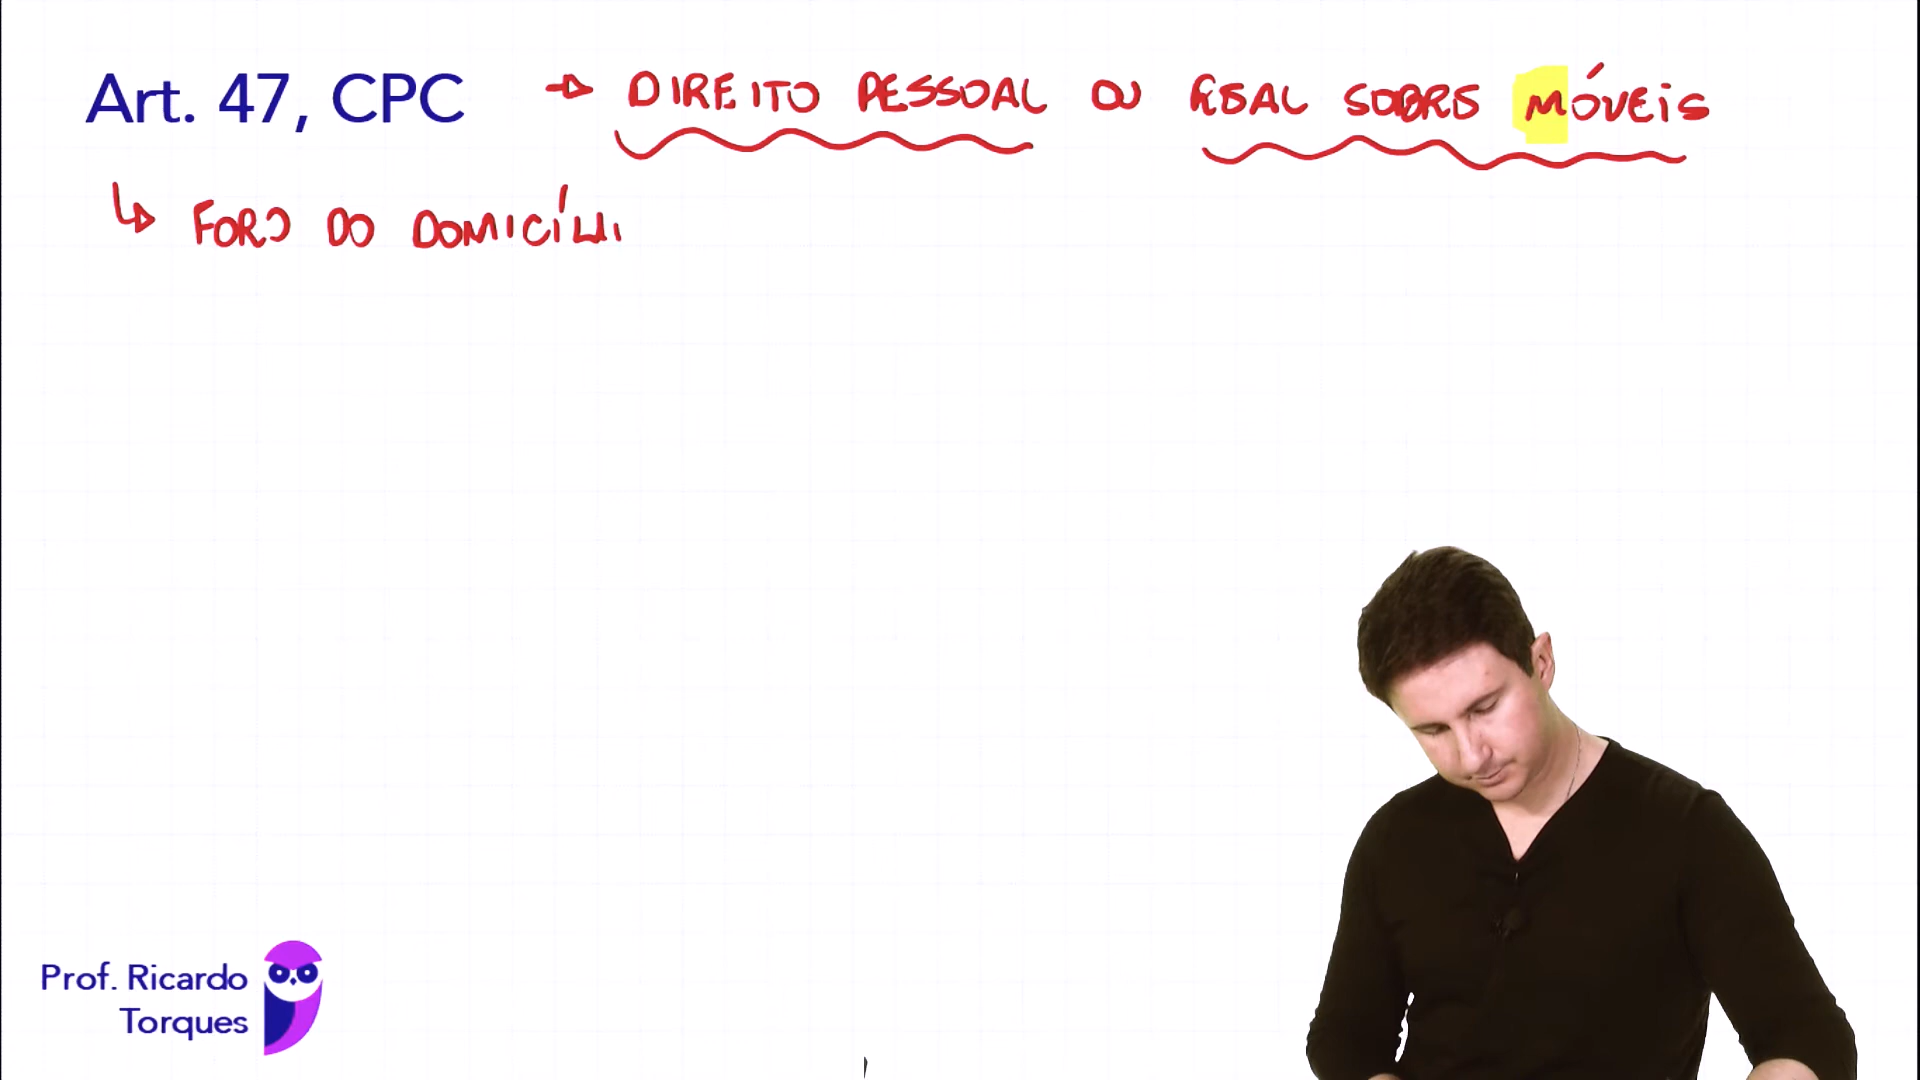 Art. 47, CPC → DIREITO PESSOAL OU REAL SOBRE MÓVEIS
↳ FORO DO DOMICÍLI
Prof. Ricardo
Torques